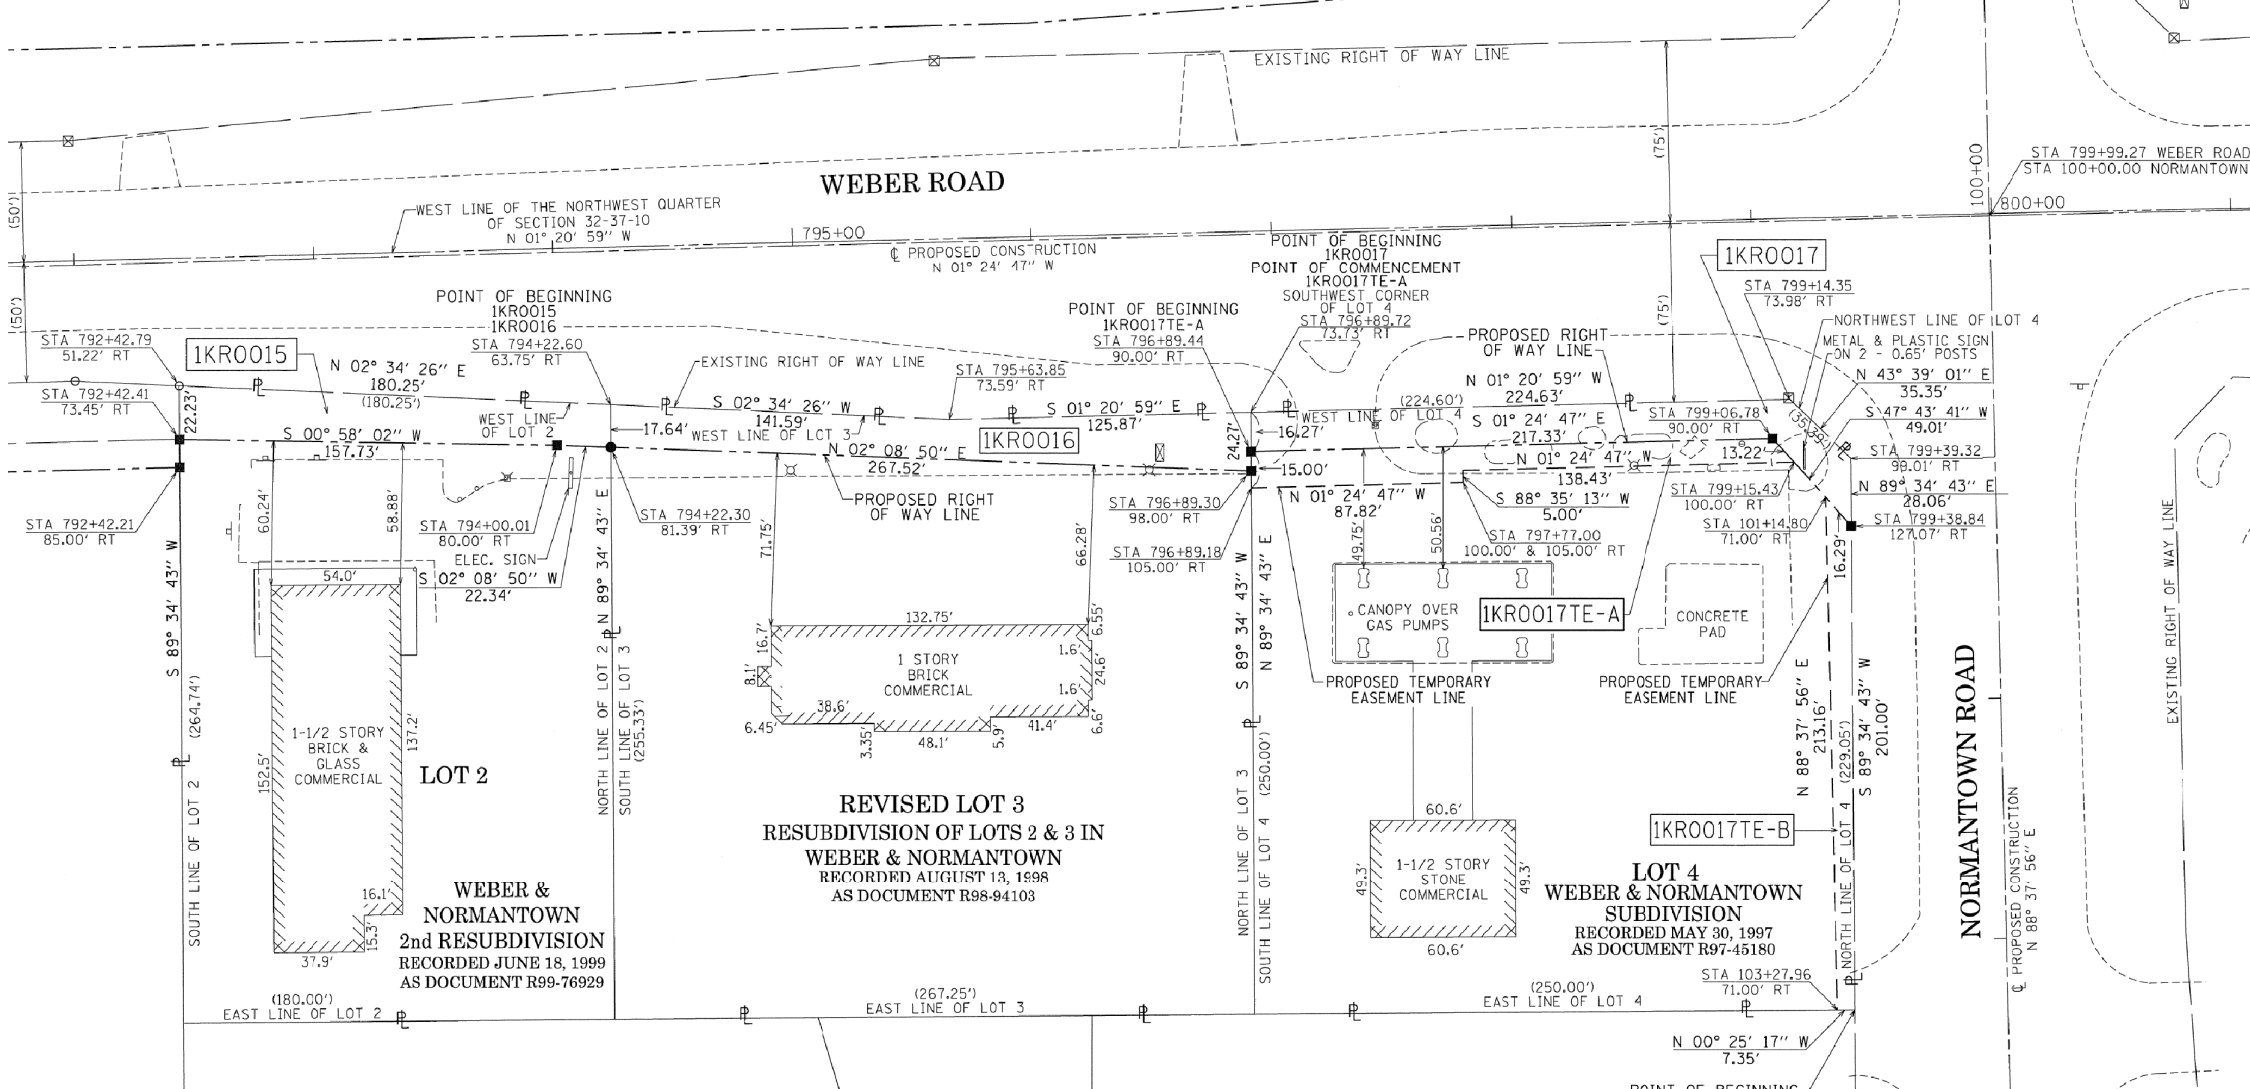 EXISTING RIGHT OF WAY LINE
(75')
(50')
WEBER ROAD
STA 799+99.27 WEBER ROAD
STA 100+00.00 NORMANTOWN
100+00
800+00
WEST LINE OF THE NORTHWEST QUARTER
OF SECTION 32-37-10
N 01° 20' 59" W
795+00
℄ PROPOSED CONSTRUCTION
N 01° 24' 47" W
POINT OF BEGINNING
1KR0017
POINT OF COMMENCEMENT
1KR0017TE-A
SOUTHWEST CORNER
OF LOT 4
STA 796+89.72
73.73' RT
1KR0017
STA 799+14.35
73.98' RT
(50')
(75')
POINT OF BEGINNING
1KR0015
1KR0016
POINT OF BEGINNING
1KR0017TE-A
STA 796+89.44
90.00' RT
PROPOSED RIGHT
OF WAY LINE
NORTHWEST LINE OF LOT 4
METAL & PLASTIC SIGN
ON 2 - 0.65' POSTS
STA 792+42.79
51.22' RT
1KR0015
STA 794+22.60
63.75' RT
EXISTING RIGHT OF WAY LINE
STA 795+63.85
73.59' RT
N 02° 34' 26" E
180.25'
(180.25')
N 01° 20' 59" W
224.63'
(224.60')
N 43° 39' 01" E
35.35'
(35.39')
STA 792+42.41
73.45' RT
22.23'
WEST LINE
OF LOT 2
S 02° 34' 26" W
141.59'
S 01° 20' 59" E
125.87'
WEST LINE OF LOT 4
S 01° 24' 47" E
217.33'
STA 799+06.78
90.00' RT
S 47° 43' 41" W
49.01'
17.64'
WEST LINE OF LOT 3
1KR0016
24.27'
16.27'
S 00° 58' 02" W
157.73'
N 02° 08' 50" E
267.52'
15.00'
N 01° 24' 47" W
138.43'
13.22'
STA 799+39.32
98.01' RT
N 89° 34' 43" E
28.06'
PROPOSED RIGHT
OF WAY LINE
STA 796+89.30
98.00' RT
N 01° 24' 47" W
87.82'
S 88° 35' 13" W
5.00'
STA 799+15.43
100.00' RT
STA 792+42.21
85.00' RT
60.24'
58.88'
STA 794+00.01
80.00' RT
STA 794+22.30
81.39' RT
71.75'
66.28'
STA 796+89.18
105.00' RT
49.75'
50.56'
STA 797+77.00
100.00' & 105.00' RT
STA 101+14.80
71.00' RT
STA 799+38.84
127.07' RT
ELEC. SIGN
S 02° 08' 50" W
22.34'
16.29'
54.0'
S 89° 34' 43" W
N 89° 34' 43" E
S 89° 34' 43" W
N 89° 34' 43" E
CANOPY OVER
GAS PUMPS
1KR0017TE-A
CONCRETE
PAD
132.75'
16.7'
8.1'
6.55'
1.6'
24.6'
1.6'
6.6'
1 STORY
BRICK
COMMERCIAL
38.6'
6.45'
3.35'
48.1'
5.9'
41.4'
PROPOSED TEMPORARY
EASEMENT LINE
PROPOSED TEMPORARY
EASEMENT LINE
EXISTING RIGHT OF WAY LINE
NORMANTOWN ROAD
(264.74')
SOUTH LINE OF LOT 2
152.5'
137.2'
1-1/2 STORY
BRICK &
GLASS
COMMERCIAL
LOT 2
NORTH LINE OF LOT 2
SOUTH LINE OF LOT 3
(255.33')
N 88° 37' 56" E
213.16'
NORTH LINE OF LOT 4 (229.05')
S 89° 34' 43" W
201.00'
NORTH LINE OF LOT 3
SOUTH LINE OF LOT 4 (250.00')
REVISED LOT 3
RESUBDIVISION OF LOTS 2 & 3 IN
WEBER & NORMANTOWN
RECORDED AUGUST 13, 1998
AS DOCUMENT R98-94103
60.6'
49.3'
49.3'
1-1/2 STORY
STONE
COMMERCIAL
60.6'
1KR0017TE-B
LOT 4
WEBER & NORMANTOWN
SUBDIVISION
RECORDED MAY 30, 1997
AS DOCUMENT R97-45180
℄ PROPOSED CONSTRUCTION
N 88° 37' 56" E
16.1'
15.3'
37.9'
WEBER &
NORMANTOWN
2nd RESUBDIVISION
RECORDED JUNE 18, 1999
AS DOCUMENT R99-76929
STA 103+27.96
71.00' RT
(180.00')
EAST LINE OF LOT 2
(267.25')
EAST LINE OF LOT 3
(250.00')
EAST LINE OF LOT 4
N 00° 25' 17" W
7.35'
POINT OF BEGINNING